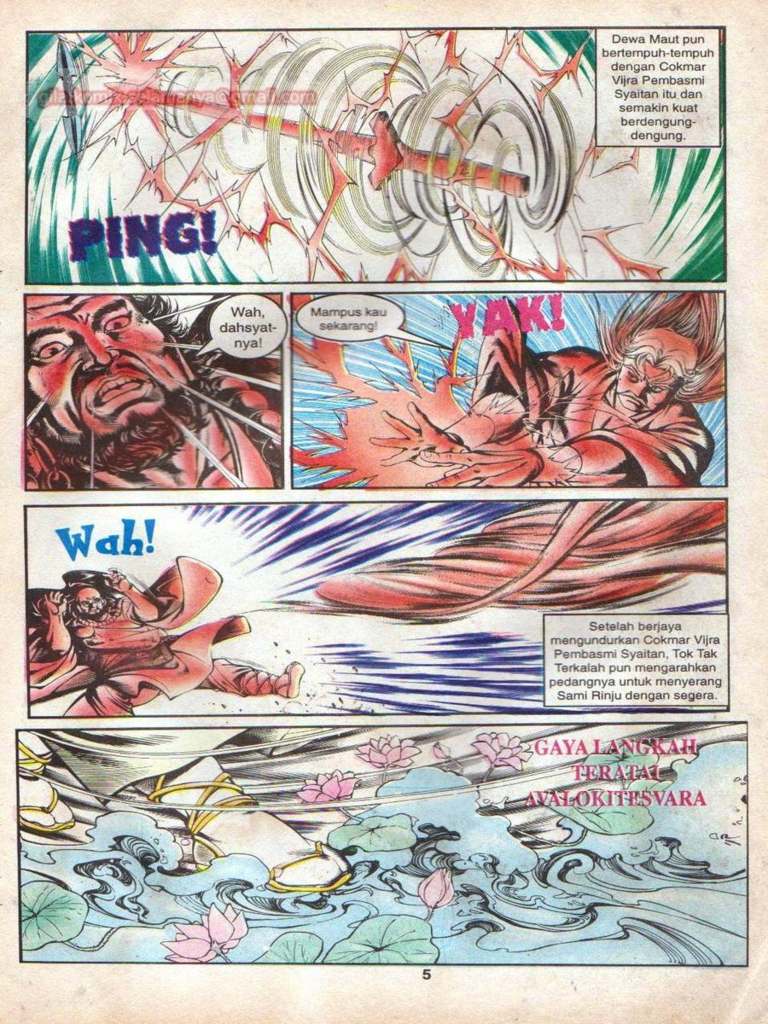 Dewa Maut pun
bertempuh-tempuh
dengan Cokmar
Vijra Pembasmi
Syaitan itu dan
semakin kuat
berdengung-
dengung.
PING!
Wah,
dahsyat-
nya!
Mampus kau
sekarang!
YAK!
Wah!
Setelah berjaya
mengundurkan Cokmar Vijra
Pembasmi Syaitan, Tok Tak
Terkalah pun mengarahkan
pedangnya untuk menyerang
Sami Rinju dengan segera.
GAYA LANGKAH
TERATAI
AVALOKITESVARA
5